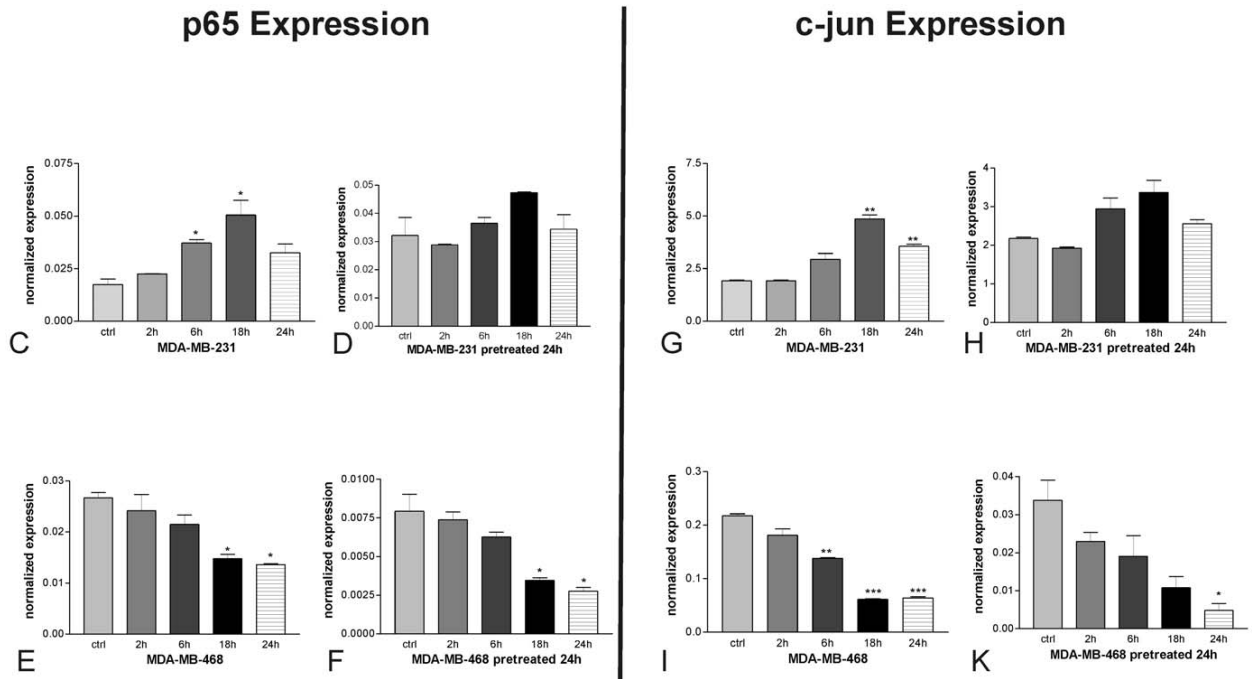 p65 Expression
c-jun Expression
normalized expression
0.075
0.050
0.025
0.000
*
*
ctrl 2h 6h 18h 24h
MDA-MB-231
C
normalized expression
0.05
0.04
0.03
0.02
0.01
0.00
ctrl 2h 6h 18h 24h
MDA-MB-231 pretreated 24h
D
normalized expression
7.5
5.0
2.5
0.0
**
**
ctrl 2h 6h 18h 24h
MDA-MB-231
G
normalized expression
4
3
2
1
0
ctrl 2h 6h 18h 24h
MDA-MB-231 pretreated 24h
H
normalized expression
0.03
0.02
0.01
0.00
*
*
ctrl 2h 6h 18h 24h
MDA-MB-468
E
normalized expression
0.0100
0.0075
0.0050
0.0025
0.0000
*
*
ctrl 2h 6h 18h 24h
MDA-MB-468 pretreated 24h
F
normalized expression
0.3
0.2
0.1
0.0
**
***
***
ctrl 2h 6h 18h 24h
MDA-MB-468
I
normalized expression
0.04
0.03
0.02
0.01
0.00
*
ctrl 2h 6h 18h 24h
MDA-MB-468 pretreated 24h
K